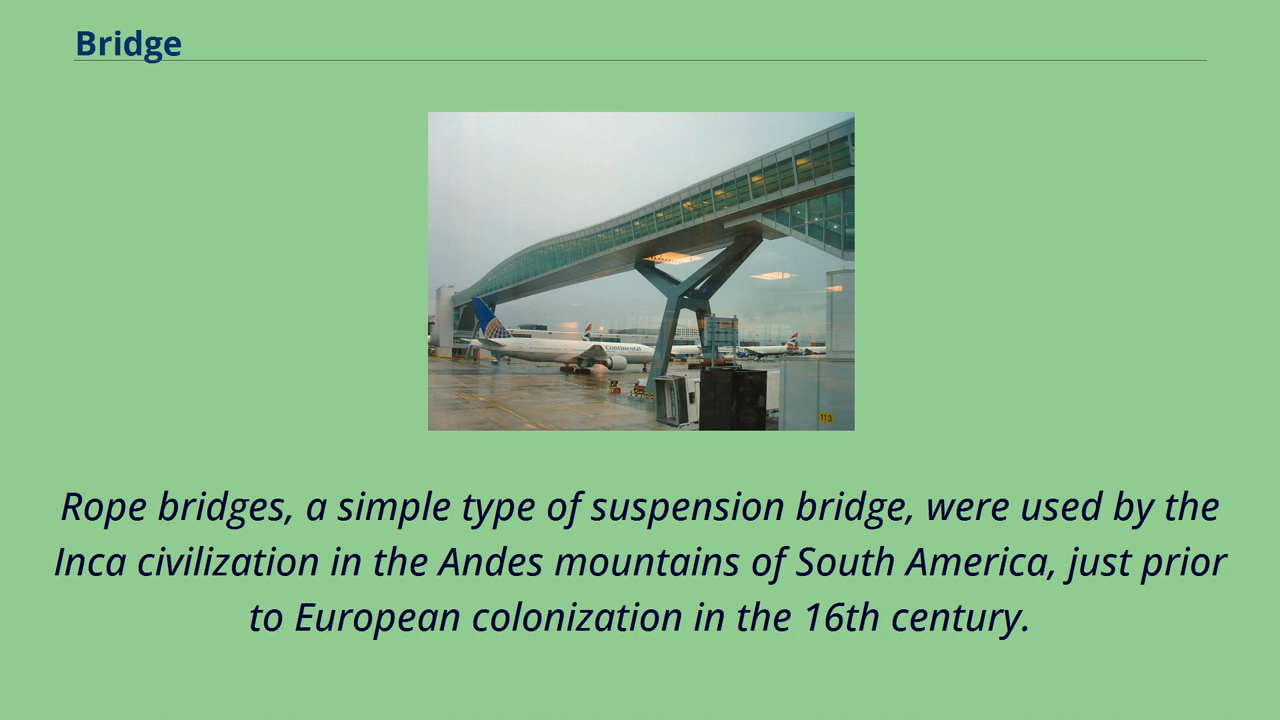 Bridge
Continental
113
Rope bridges, a simple type of suspension bridge, were used by the
Inca civilization in the Andes mountains of South America, just prior
to European colonization in the 16th century.